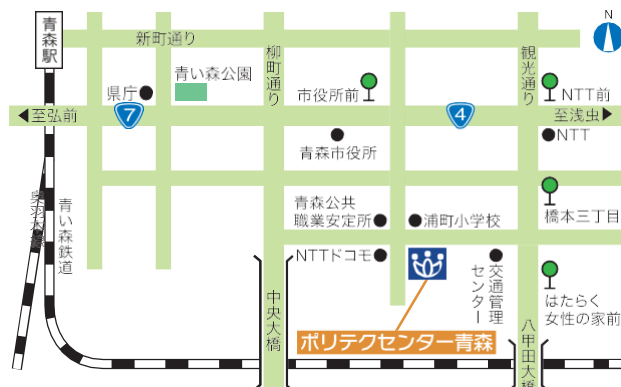 青森駅
新町通り
柳町通り
観光通り
N
県庁
青い森公園
市役所前
NTT前
至弘前
7
4
至浅虫
青森市役所
NTT
奥羽本線
青い森鉄道
青森公共
職業安定所
浦町小学校
橋本三丁目
NTTドコモ
交通管理
センター
はたらく
女性の家前
中央大橋
ポリテクセンター青森
八甲田大橋